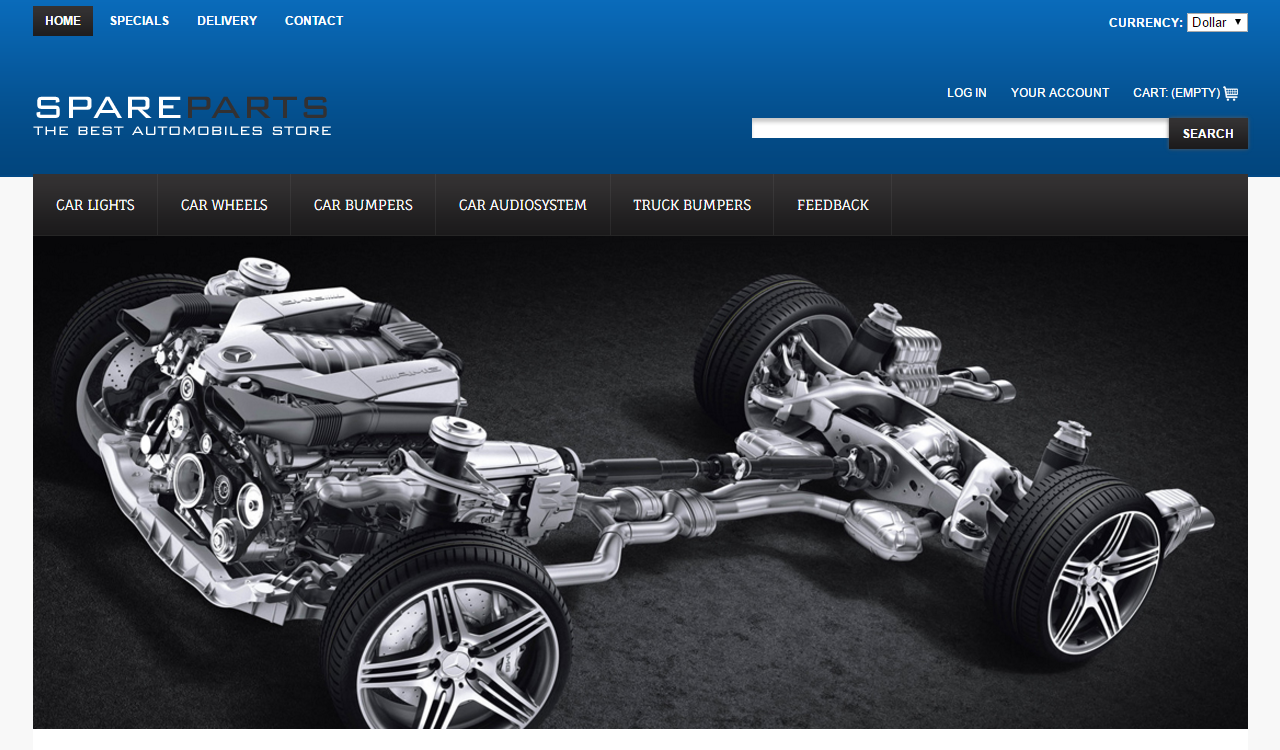 HOME SPECIALS DELIVERY CONTACT
CURRENCY: Dollar
LOG IN YOUR ACCOUNT CART: (EMPTY)
SPAREPARTS
THE BEST AUTOMOBILES STORE
SEARCH
CAR LIGHTS CAR WHEELS CAR BUMPERS CAR AUDIOSYSTEM TRUCK BUMPERS FEEDBACK
AMG